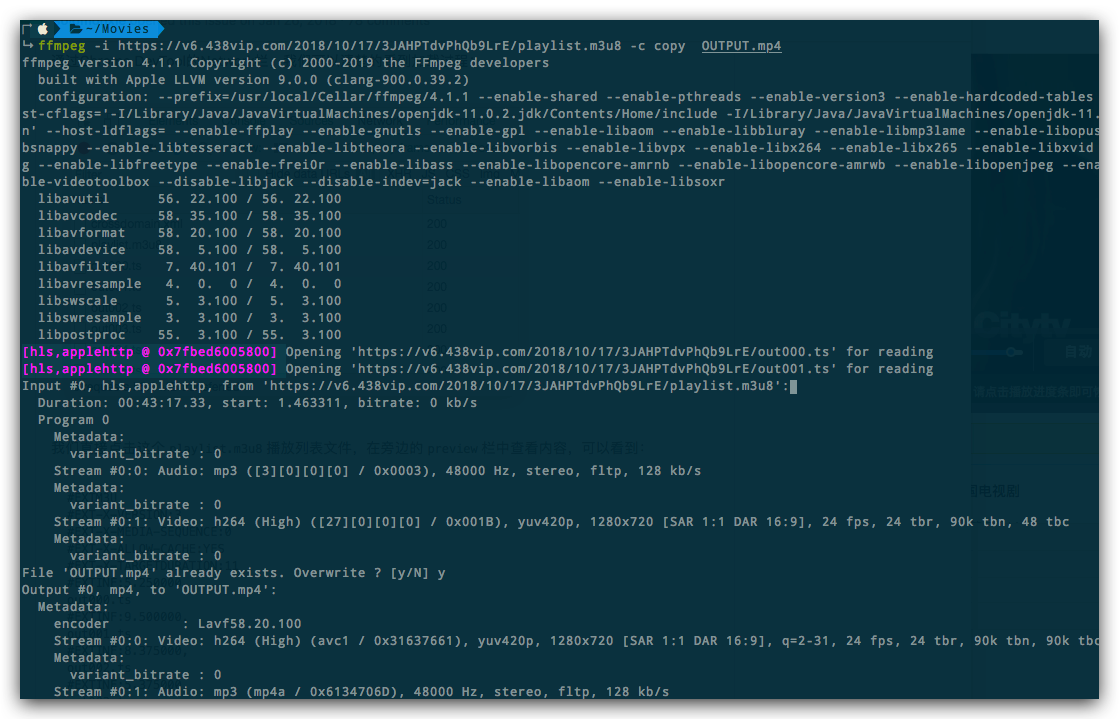 ~/Movies
ffmpeg -i https://v6.438vip.com/2018/10/17/3JAHPTdvPhQb9LrE/playlist.m3u8 -c copy  OUTPUT.mp4
ffmpeg version 4.1.1 Copyright (c) 2000-2019 the FFmpeg developers
  built with Apple LLVM version 9.0.0 (clang-900.0.39.2)
  configuration: --prefix=/usr/local/Cellar/ffmpeg/4.1.1 --enable-shared --enable-pthreads --enable-version3 --enable-hardcoded-tables
st-cflags='-I/Library/Java/JavaVirtualMachines/openjdk-11.0.2.jdk/Contents/Home/include -I/Library/Java/JavaVirtualMachines/openjdk-11.
n' --host-ldflags= --enable-ffplay --enable-gnutls --enable-gpl --enable-libaom --enable-libbluray --enable-libmp3lame --enable-libopus
bsnappy --enable-libtesseract --enable-libtheora --enable-libvorbis --enable-libvpx --enable-libx264 --enable-libx265 --enable-libxvid
g --enable-libfreetype --enable-frei0r --enable-libass --enable-libopencore-amrnb --enable-libopencore-amrwb --enable-libopenjpeg --ena
ble-videotoolbox --disable-libjack --disable-indev=jack --enable-libaom --enable-libsoxr
  libavutil      56. 22.100 / 56. 22.100
  libavcodec     58. 35.100 / 58. 35.100
  libavformat    58. 20.100 / 58. 20.100
  libavdevice    58.  5.100 / 58.  5.100
  libavfilter     7. 40.101 /  7. 40.101
  libavresample   4.  0.  0 /  4.  0.  0
  libswscale      5.  3.100 /  5.  3.100
  libswresample   3.  3.100 /  3.  3.100
  libpostproc    55.  3.100 / 55.  3.100
[hls,applehttp @ 0x7fbed6005800] Opening 'https://v6.438vip.com/2018/10/17/3JAHPTdvPhQb9LrE/out000.ts' for reading
[hls,applehttp @ 0x7fbed6005800] Opening 'https://v6.438vip.com/2018/10/17/3JAHPTdvPhQb9LrE/out001.ts' for reading
Input #0, hls,applehttp, from 'https://v6.438vip.com/2018/10/17/3JAHPTdvPhQb9LrE/playlist.m3u8':
  Duration: 00:43:17.33, start: 1.463311, bitrate: 0 kb/s
  Program 0
    Metadata:
      variant_bitrate : 0
    Stream #0:0: Audio: mp3 ([3][0][0][0] / 0x0003), 48000 Hz, stereo, fltp, 128 kb/s
    Metadata:
      variant_bitrate : 0
    Stream #0:1: Video: h264 (High) ([27][0][0][0] / 0x001B), yuv420p, 1280x720 [SAR 1:1 DAR 16:9], 24 fps, 24 tbr, 90k tbn, 48 tbc
    Metadata:
      variant_bitrate : 0
File 'OUTPUT.mp4' already exists. Overwrite ? [y/N] y
Output #0, mp4, to 'OUTPUT.mp4':
  Metadata:
    encoder         : Lavf58.20.100
    Stream #0:0: Video: h264 (High) (avc1 / 0x31637661), yuv420p, 1280x720 [SAR 1:1 DAR 16:9], q=2-31, 24 fps, 24 tbr, 90k tbn, 90k tbc
    Metadata:
      variant_bitrate : 0
    Stream #0:1: Audio: mp3 (mp4a / 0x6134706D), 48000 Hz, stereo, fltp, 128 kb/s